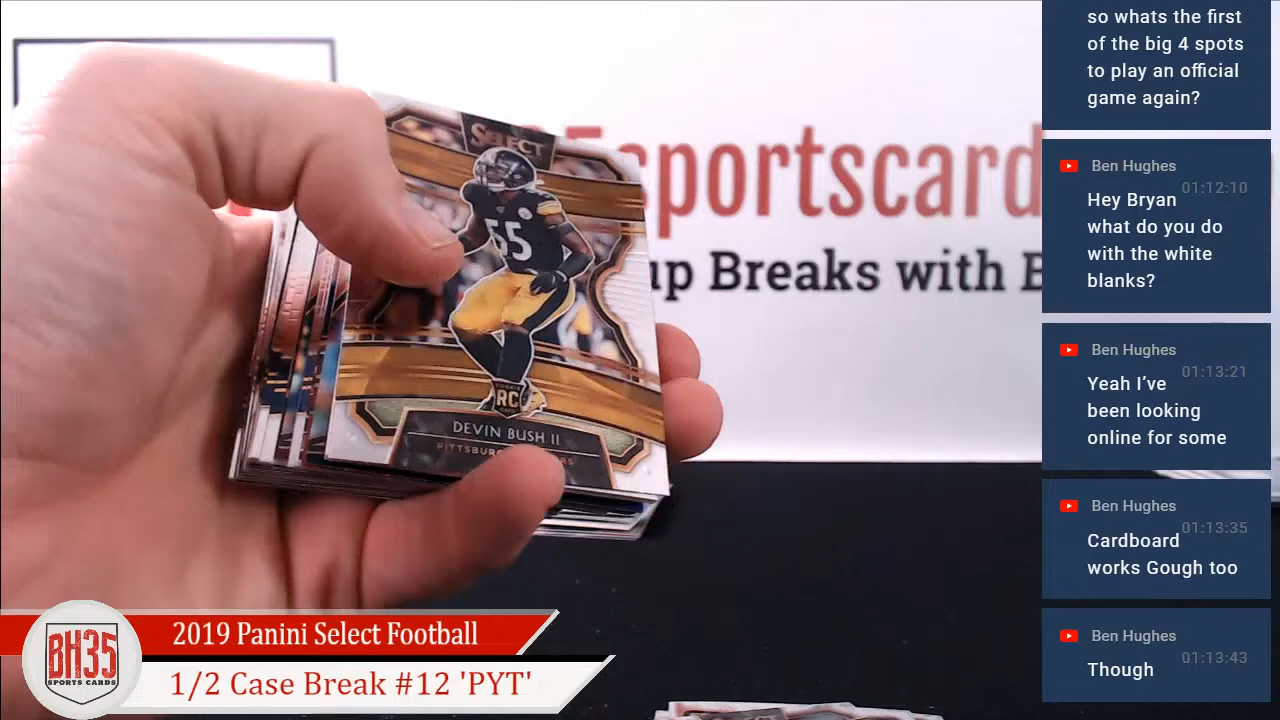 so whats the first
of the big 4 spots
to play an official
game again?
Ben Hughes
01:12:10
Hey Bryan
what do you do
with the white
blanks?
Ben Hughes
01:13:21
Yeah I've
been looking
online for some
Ben Hughes
01:13:35
Cardboard
works Gough too
Ben Hughes
01:13:43
Though
sportscard
up Breaks with B
SELECT
55
RC
DEVIN BUSH II
BH35
SPORTS CARDS
2019 Panini Select Football
1/2 Case Break #12 'PYT'